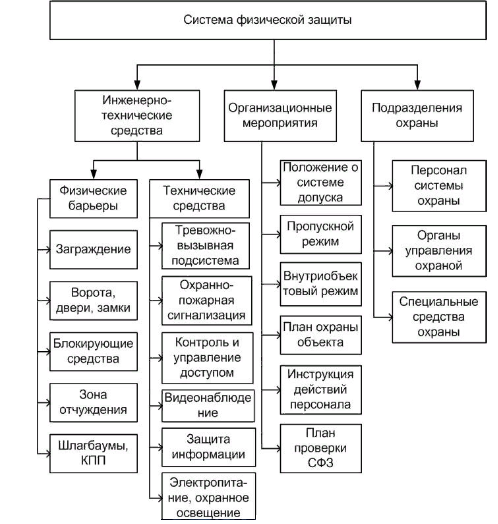 Система физической защиты
Инженерно-
технические
средства
Организационные
мероприятия
Подразделения
охраны
Физические
барьеры
Заграждение
Ворота,
двери, замки
Блокирующие
средства
Зона
отчуждения
Шлагбаумы,
КПП
Технические
средства
Тревожно-
вызывная
подсистема
Охранно-
пожарная
сигнализация
Контроль и
управление
доступом
Видеонаблюде
ние
Защита
информации
Электропита-
ние, охранное
освещение
Положение о
системе
допуска
Пропускной
режим
Внутриобъек
товый режим
План охраны
объекта
Инструкция
действий
персонала
План
проверки
СФЗ
Персонал
системы
охраны
Органы
управления
охраной
Специальные
средства
охраны